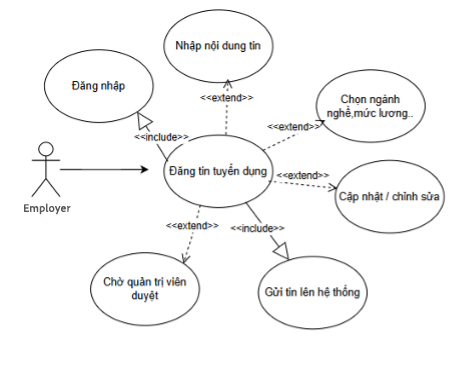 Nhập nội dung tin
Đăng nhập
<<extend>>
Chọn ngành
nghề,mức lương..
<<include>>
<<extend>>
Đăng tin tuyển dụng
<<extend>>
Cập nhật / chỉnh sửa
Employer
<<extend>>
<<include>>
Chờ quản trị viên
duyệt
Gửi tin lên hệ thống